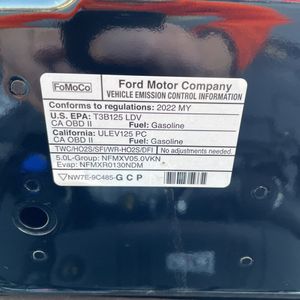 FoMoCo
Ford Motor Company
VEHICLE EMISSION CONTROL INFORMATION
Conforms to regulations: 2022 MY
U.S. EPA: T3B125 LDV
CA OBD II Fuel: Gasoline
California: ULEV125 PC
CA OBD II Fuel: Gasoline
TWC/HO2S/SFI/WR-HO2S/DFI No adjustments needed.
5.0L-Group: NFMXV05.0VKN
Evap: NFMXR0130NDM
NW7E-9C485-G C P